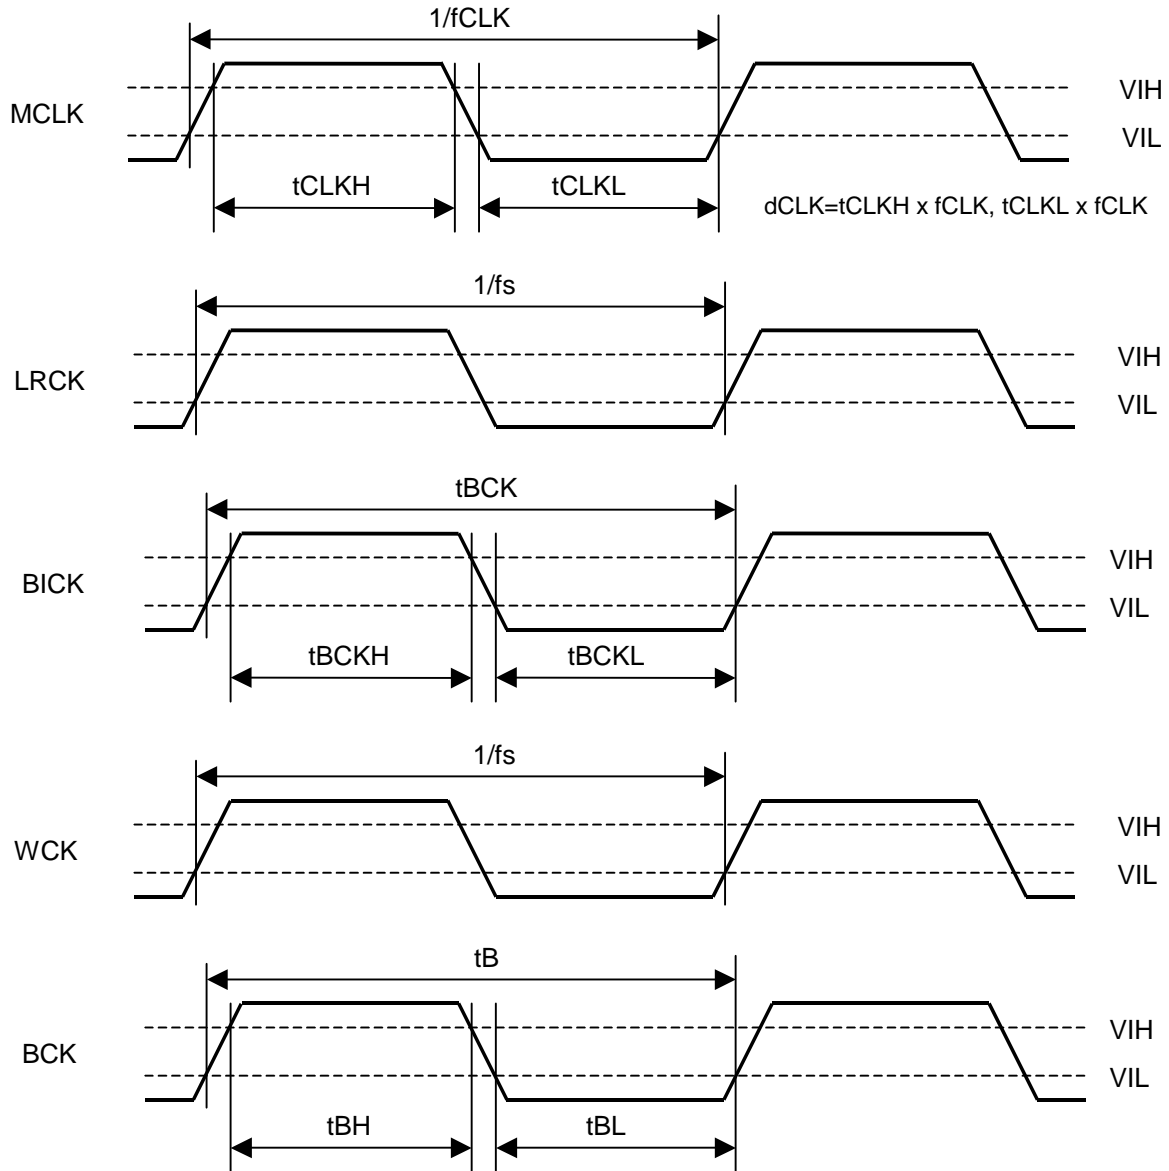 1/fCLK
MCLK
VIH
VIL
tCLKH
tCLKL
dCLK=tCLKH x fCLK, tCLKL x fCLK
1/fs
LRCK
VIH
VIL
tBCK
BICK
VIH
VIL
tBCKH
tBCKL
1/fs
WCK
VIH
VIL
tB
BCK
VIH
VIL
tBH
tBL